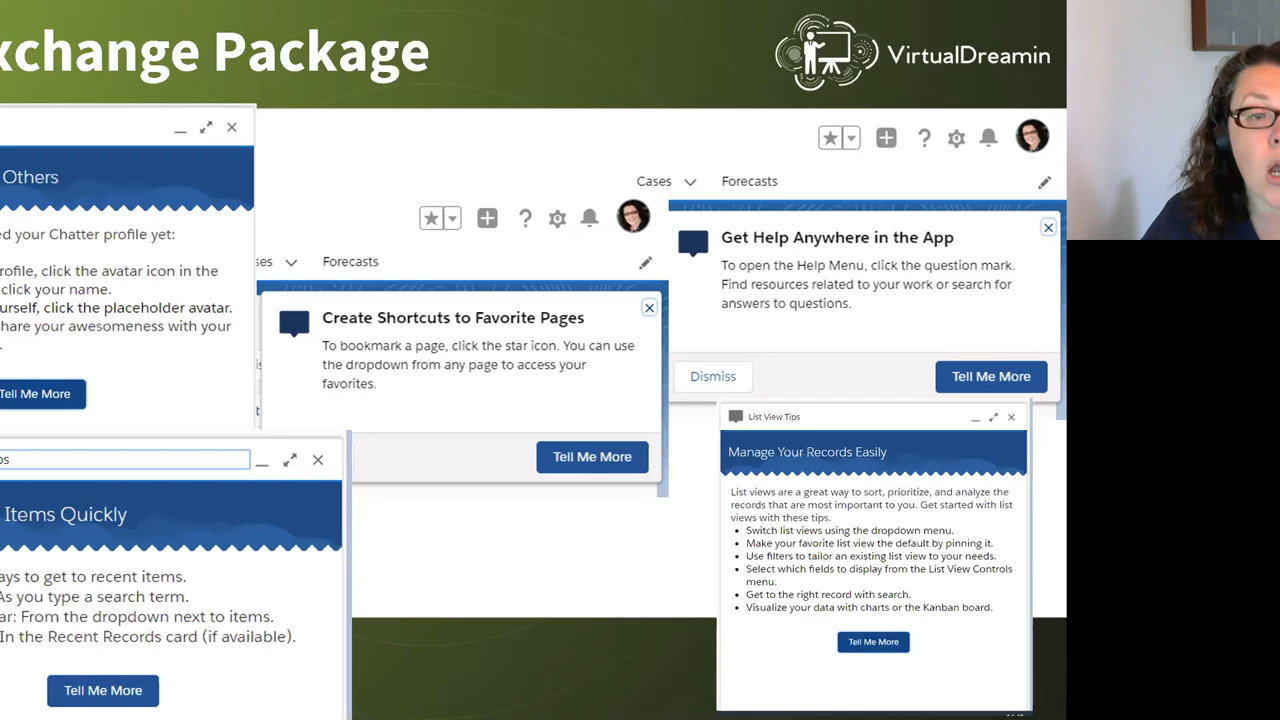 xchange Package
VirtualDreamin
Others
ed your Chatter profile yet:
rofile, click the avatar icon in the
click your name.
urself, click the placeholder avatar.
hare your awesomeness with your
Tell Me More
ses
Forecasts
Create Shortcuts to Favorite Pages
To bookmark a page, click the star icon. You can use
the dropdown from any page to access your
favorites.
Tell Me More
Cases
Forecasts
Get Help Anywhere in the App
To open the Help Menu, click the question mark.
Find resources related to your work or search for
answers to questions.
Dismiss
Tell Me More
ps
Items Quickly
ays to get to recent items.
As you type a search term.
ar: From the dropdown next to items.
In the Recent Records card (if available).
Tell Me More
List View Tips
Manage Your Records Easily
List views are a great way to sort, prioritize, and analyze the
records that are most important to you. Get started with list
views with these tips.
• Switch list views using the dropdown menu.
• Make your favorite list view the default by pinning it.
• Use filters to tailor an existing list view to your needs.
• Select which fields to display from the List View Controls
menu.
• Get to the right record with search.
• Visualize your data with charts or the Kanban board.
Tell Me More